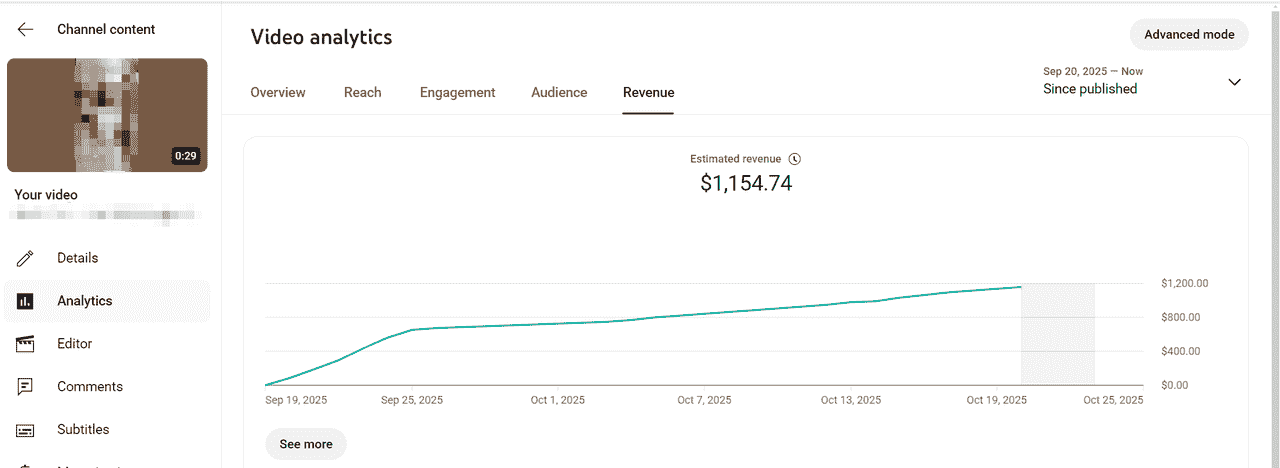 Channel content
0:29
Your video
Details
Analytics
Editor
Comments
Subtitles
Video analytics
Advanced mode
Overview
Reach
Engagement
Audience
Revenue
Sep 20, 2025 – Now
Since published
Estimated revenue
$1,154.74
$1,200.00
$800.00
$400.00
$0.00
Sep 19, 2025 Sep 25, 2025 Oct 1, 2025 Oct 7, 2025 Oct 13, 2025 Oct 19, 2025 Oct 25, 2025
See more